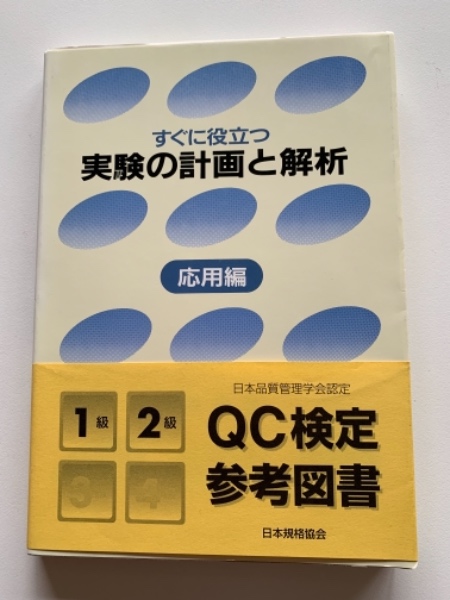 すぐに役立つ
実験の計画と解析
応用編
日本品質管理学会認定
1級 2級
QC検定
3 4
参考図書
日本規格協会